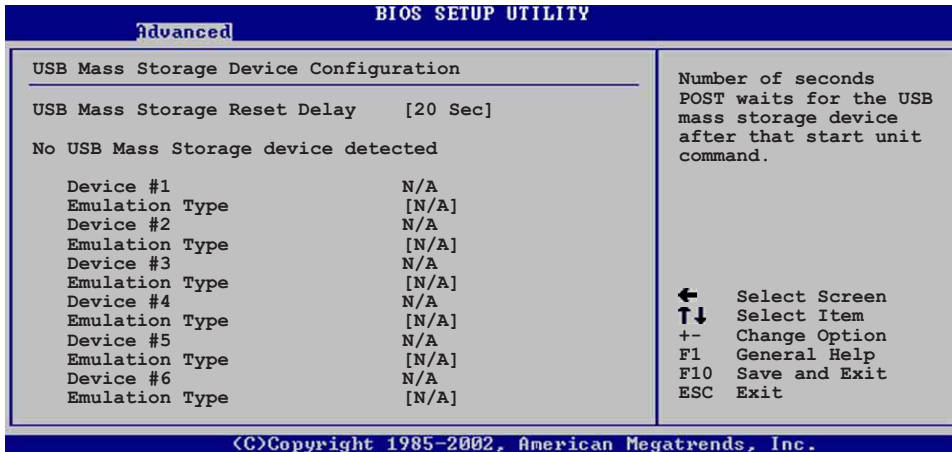 BIOS SETUP UTILITY
Advanced
USB Mass Storage Device Configuration
USB Mass Storage Reset Delay [20 Sec]
No USB Mass Storage device detected
Device #1 N/A
Emulation Type [N/A]
Device #2 N/A
Emulation Type [N/A]
Device #3 N/A
Emulation Type [N/A]
Device #4 N/A
Emulation Type [N/A]
Device #5 N/A
Emulation Type [N/A]
Device #6 N/A
Emulation Type [N/A]
Number of seconds
POST waits for the USB
mass storage device
after that start unit
command.
← Select Screen
↑↓ Select Item
+- Change Option
F1 General Help
F10 Save and Exit
ESC Exit
(C)Copyright 1985-2002, American Megatrends, Inc.